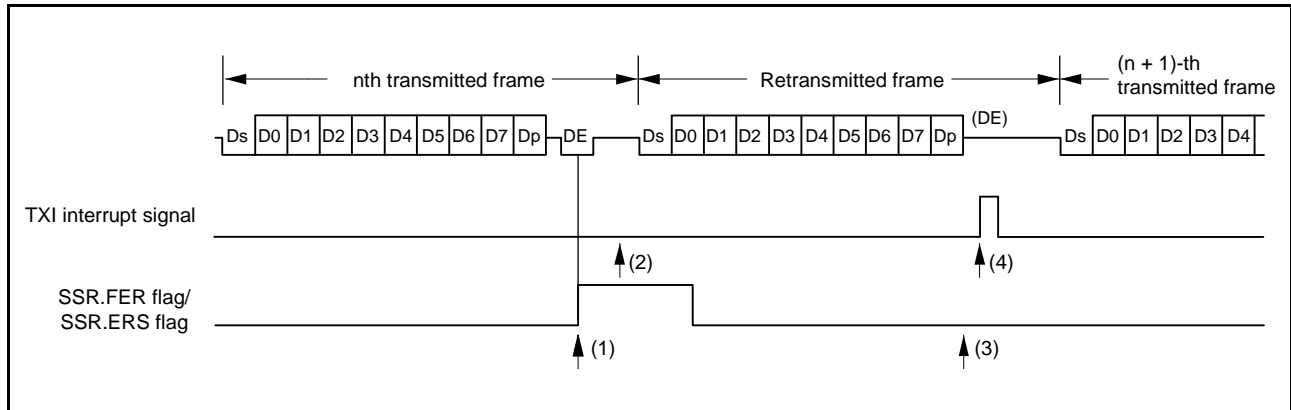 nth transmitted frame
Retransmitted frame
(n + 1)-th
transmitted frame
Ds D0 D1 D2 D3 D4 D5 D6 D7 Dp DE Ds D0 D1 D2 D3 D4 D5 D6 D7 Dp (DE) Ds D0 D1 D2 D3 D4
TXI interrupt signal
(2) (4)
SSR.FER flag/
SSR.ERS flag
(1) (3)